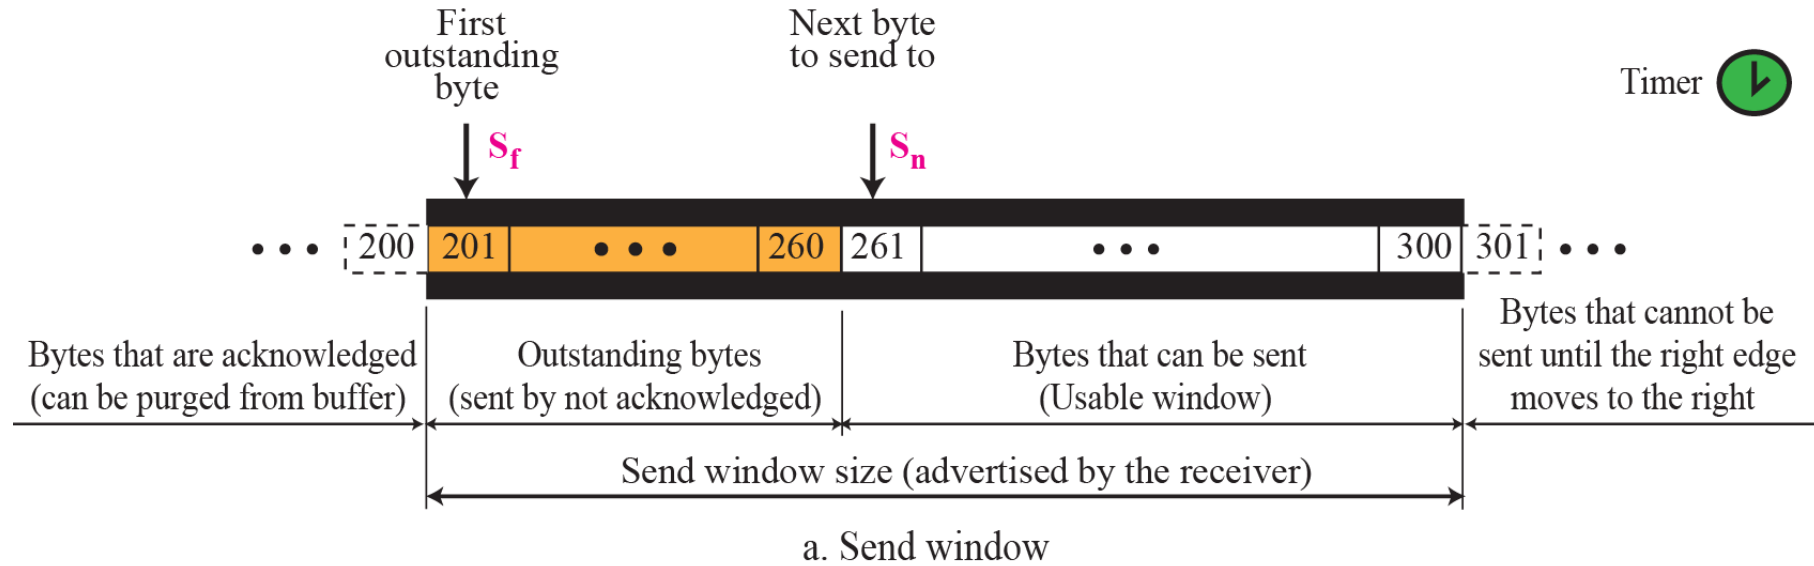 First
outstanding
byte
Next byte
to send to
Timer
Sf
Sn
• • • 200 201 • • • 260 261 • • • 300 301 • • •
Bytes that are acknowledged
(can be purged from buffer)
Outstanding bytes
(sent by not acknowledged)
Bytes that can be sent
(Usable window)
Bytes that cannot be
sent until the right edge
moves to the right
Send window size (advertised by the receiver)
a. Send window